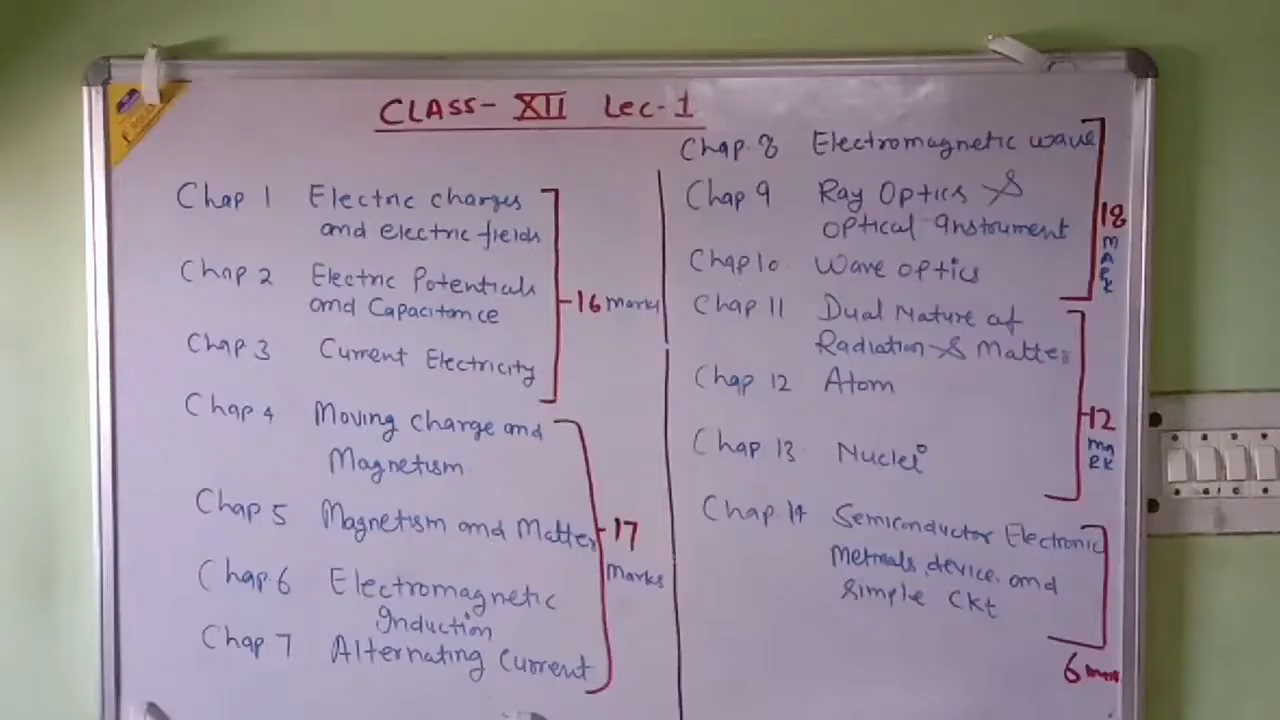 CLASS- XII Lec-1
Chap 1 Electric charges
and electric fields
Chap 2 Electric Potentials
and Capacitance
Chap 3 Current Electricity
16 marks
Chap 4 Moving charge and
Magnetism
Chap 5 Magnetism and Matter
Chap 6 Electromagnetic
Induction
Chap 7 Alternating Current
17
marks
Chap. 8 Electromagnetic wave
Chap 9 Ray Optics &
Optical Instrument
Chap 10. Wave optics
18
MARK
Chap 11 Dual Nature of
Radiation & Matter
Chap 12 Atom
Chap 13. Nuclei
12
MARK
Chap. 14 Semiconductor Electronic
device, and
Simple Ckt
6